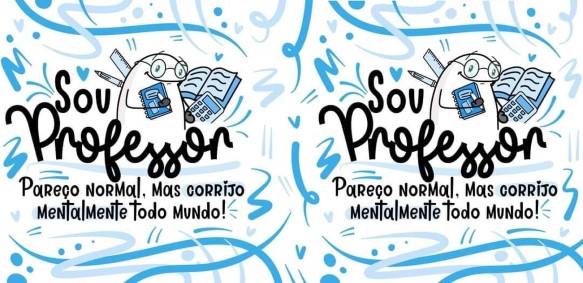 Sou
Professor
Pareço normal, mas corrijo
mentalmente todo mundo!
Sou
Professor
Pareço normal, mas corrijo
mentalmente todo mundo!